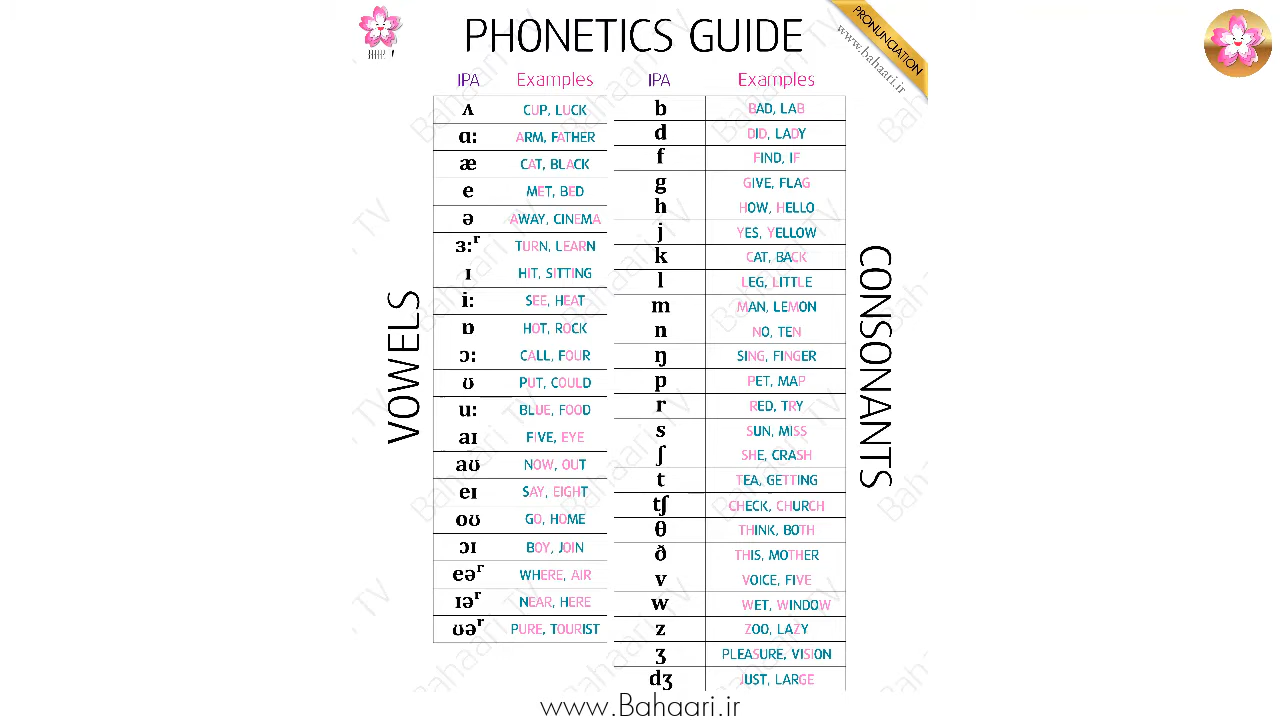 PHONETICS GUIDE
PRONUNCIATION
www.bahaari.ir
IPA Examples IPA Examples
VOWELS
ʌ CUP, LUCK
ɑ: ARM, FATHER
æ CAT, BLACK
e MET, BED
ə AWAY, CINEMA
ɜ:ʳ TURN, LEARN
ɪ HIT, SITTING
i: SEE, HEAT
ɒ HOT, ROCK
ɔ: CALL, FOUR
ʊ PUT, COULD
u: BLUE, FOOD
aɪ FIVE, EYE
aʊ NOW, OUT
eɪ SAY, EIGHT
oʊ GO, HOME
ɔɪ BOY, JOIN
eəʳ WHERE, AIR
ɪəʳ NEAR, HERE
ʊəʳ PURE, TOURIST
b BAD, LAB
d DID, LADY
f FIND, IF
g GIVE, FLAG
h HOW, HELLO
j YES, YELLOW
k CAT, BACK
l LEG, LITTLE
m MAN, LEMON
n NO, TEN
ŋ SING, FINGER
p PET, MAP
r RED, TRY
s SUN, MISS
ʃ SHE, CRASH
t TEA, GETTING
tʃ CHECK, CHURCH
θ THINK, BOTH
ð THIS, MOTHER
v VOICE, FIVE
w WET, WINDOW
z ZOO, LAZY
ʒ PLEASURE, VISION
dʒ JUST, LARGE
CONSONANTS
www.Bahaari.ir